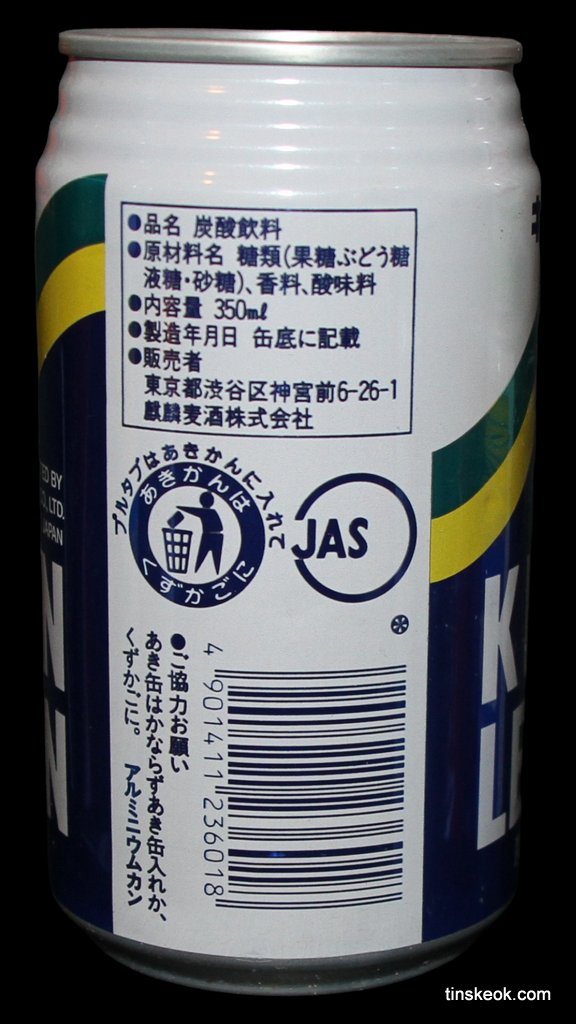 ●品名 炭酸飲料
●原材料名 糖類(果糖ぶどう糖
液糖・砂糖)、香料、酸味料
●内容量 350ml
●製造年月日 缶底に記載
●販売者
東京都渋谷区神宮前6-26-1
麒麟麦酒株式会社
プルタブはあきかんに入れて
あきかんは
くずかごに
JAS
●ご協力お願い
あき缶はかならずあき缶入れか、
くずかごに。 アルミニウムカン
4 901411 236018
ED BY
CO., LTD.
JAPAN
N
N
K
LE
tinskeok.com